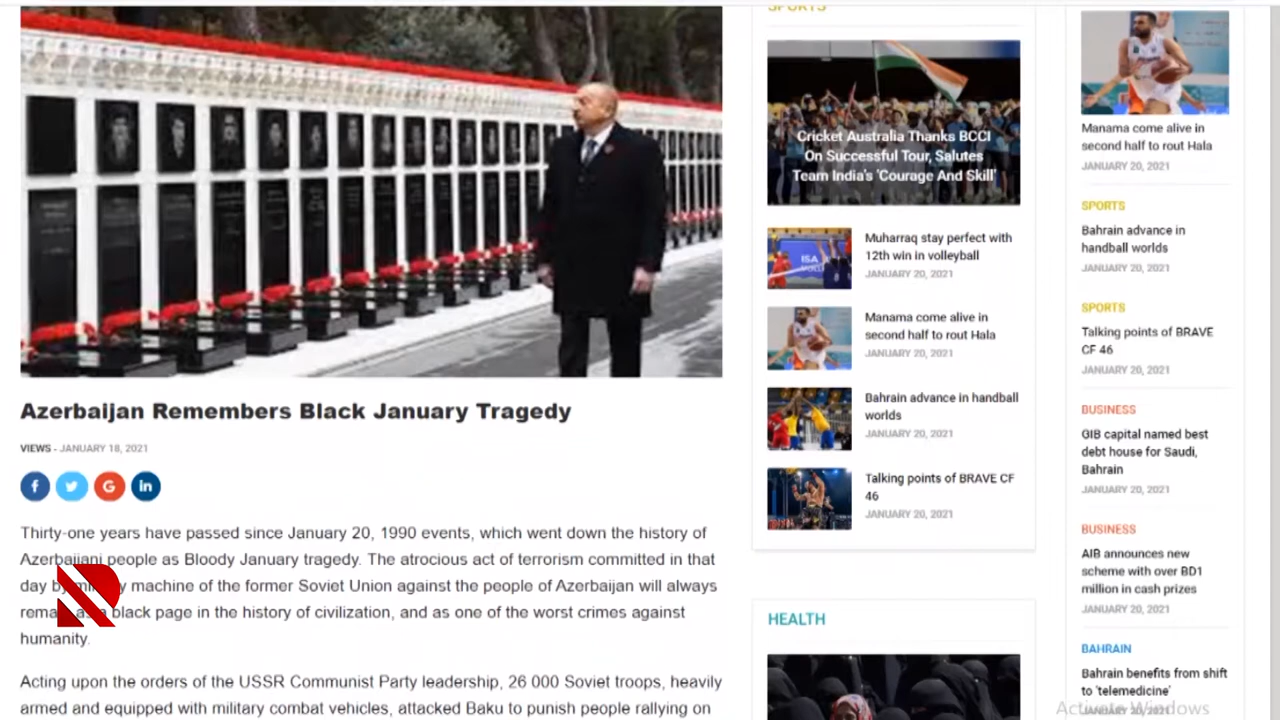 Azerbaijan Remembers Black January Tragedy
VIEWS - JANUARY 18, 2021
Thirty-one years have passed since January 20, 1990 events, which went down the history of
Azerbaijani people as Bloody January tragedy. The atrocious act of terrorism committed in that
day by military machine of the former Soviet Union against the people of Azerbaijan will always
remain as a black page in the history of civilization, and as one of the worst crimes against
humanity.
Acting upon the orders of the USSR Communist Party leadership, 26 000 Soviet troops, heavily
armed and equipped with military combat vehicles, attacked Baku to punish people rallying on
SPORTS
Cricket Australia Thanks BCCI
On Successful Tour, Salutes
Team India's 'Courage And Skill'
Muharraq stay perfect with
12th win in volleyball
JANUARY 20, 2021
Manama come alive in
second half to rout Hala
JANUARY 20, 2021
Bahrain advance in handball
worlds
JANUARY 20, 2021
Talking points of BRAVE CF
46
JANUARY 20, 2021
HEALTH
Manama come alive in
second half to rout Hala
JANUARY 20, 2021
SPORTS
Bahrain advance in
handball worlds
JANUARY 20, 2021
SPORTS
Talking points of BRAVE
CF 46
JANUARY 20, 2021
BUSINESS
GIB capital named best
debt house for Saudi,
Bahrain
JANUARY 20, 2021
BUSINESS
AIB announces new
scheme with over BD1
million in cash prizes
JANUARY 20, 2021
BAHRAIN
Bahrain benefits from shift
to 'telemedicine'
JANUARY 20, 2021
Activate Windows